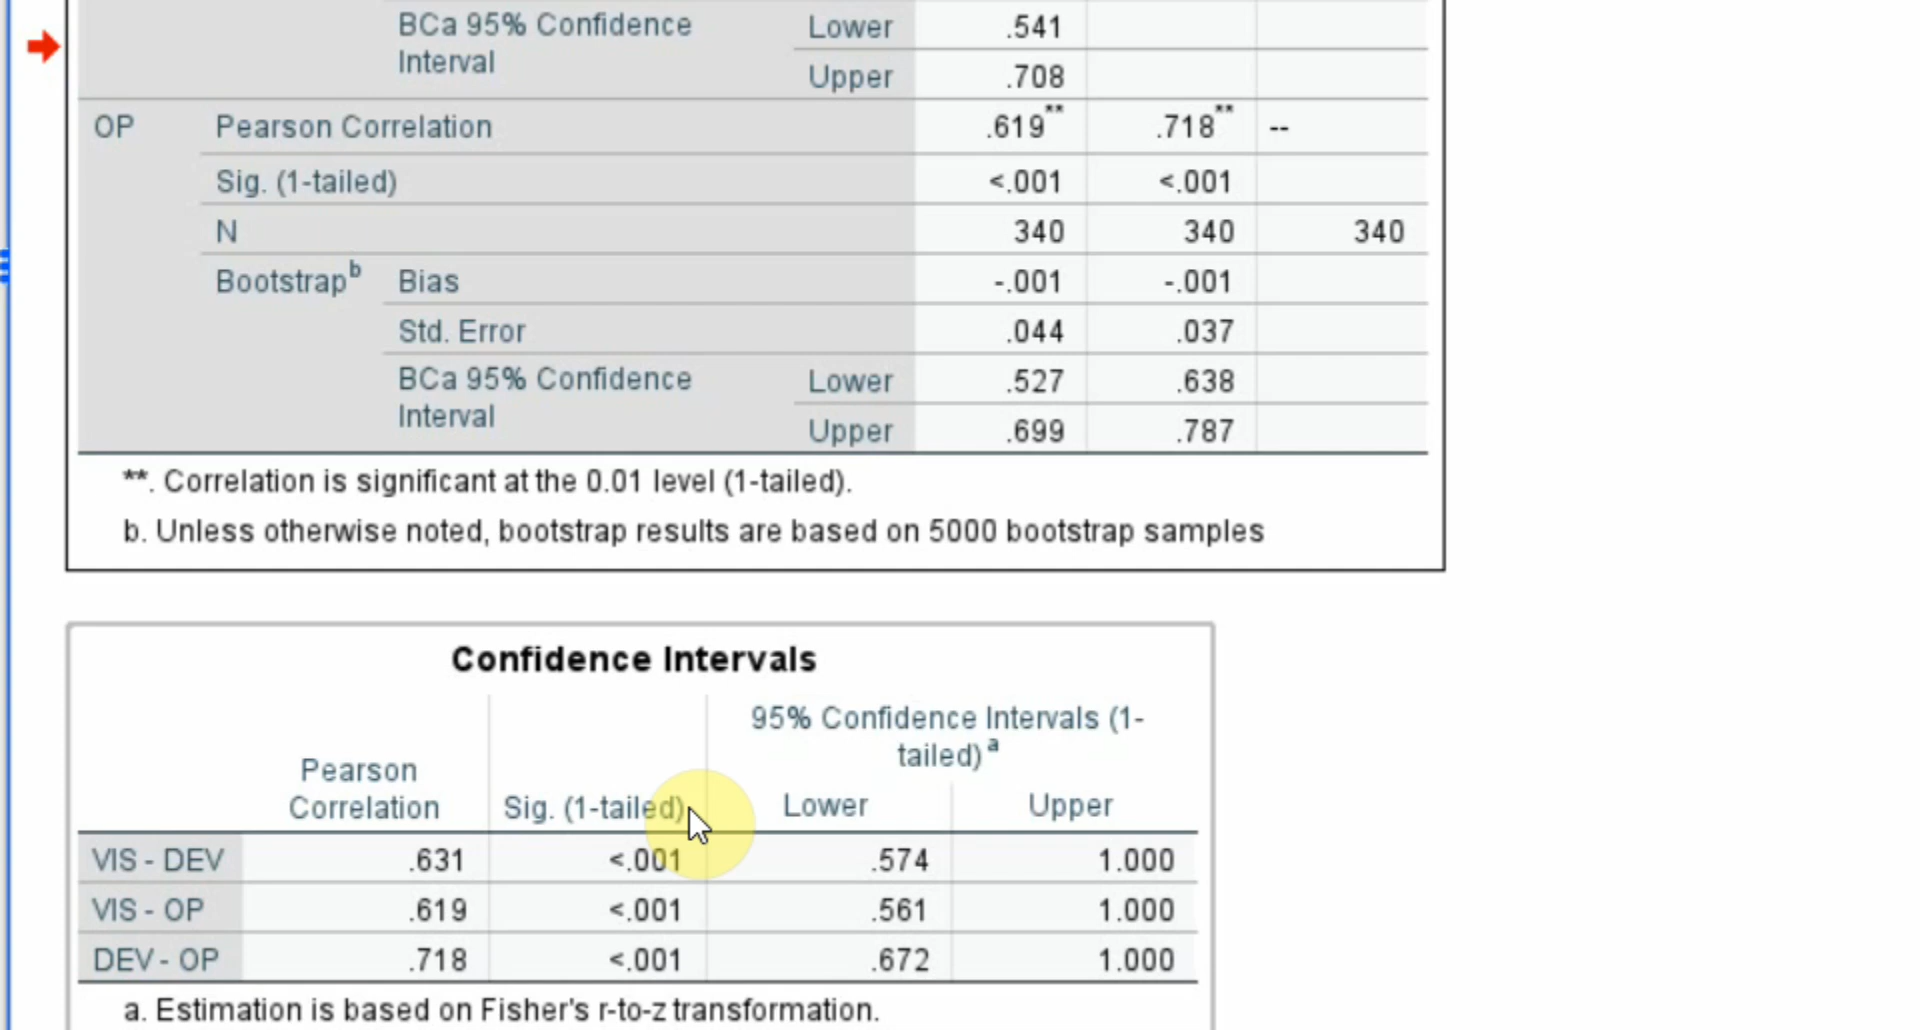 BCa 95% Confidence Interval Lower .541
Upper .708
OP Pearson Correlation .619** .718** --
Sig. (1-tailed) <.001 <.001
N 340 340 340
Bootstrap b Bias -.001 -.001
Std. Error .044 .037
BCa 95% Confidence Interval Lower .527 .638
Upper .699 .787
**. Correlation is significant at the 0.01 level (1-tailed).
b. Unless otherwise noted, bootstrap results are based on 5000 bootstrap samples
Confidence Intervals
95% Confidence Intervals (1-
tailed) a
Pearson
Correlation Sig. (1-tailed) Lower Upper
VIS - DEV .631 <.001 .574 1.000
VIS - OP .619 <.001 .561 1.000
DEV - OP .718 <.001 .672 1.000
a. Estimation is based on Fisher's r-to-z transformation.